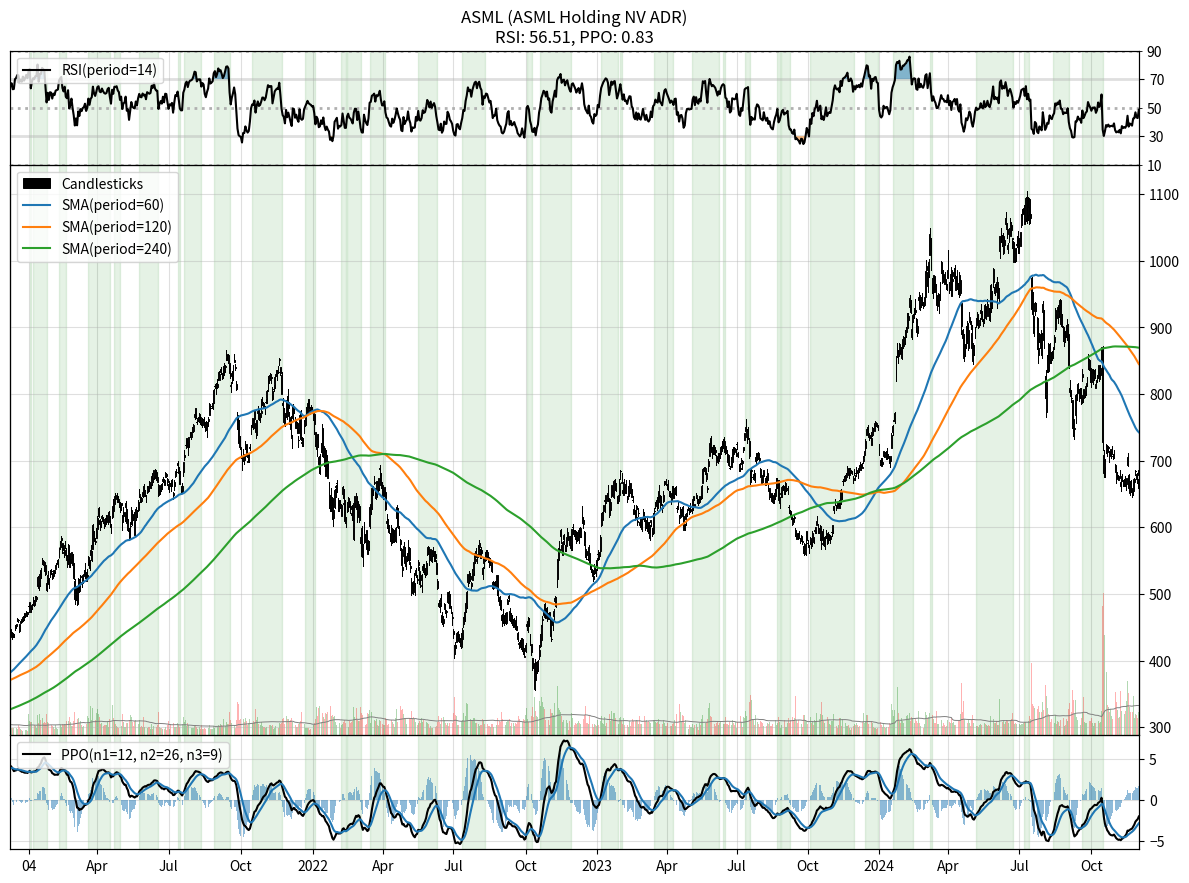 ASML (ASML Holding NV ADR)
RSI: 56.51, PPO: 0.83
RSI(period=14)
90
70
50
30
10
Candlesticks
SMA(period=60)
SMA(period=120)
SMA(period=240)
1100
1000
900
800
700
600
500
400
300
PPO(n1=12, n2=26, n3=9)
5
0
−5
04 Apr Jul Oct 2022 Apr Jul Oct 2023 Apr Jul Oct 2024 Apr Jul Oct